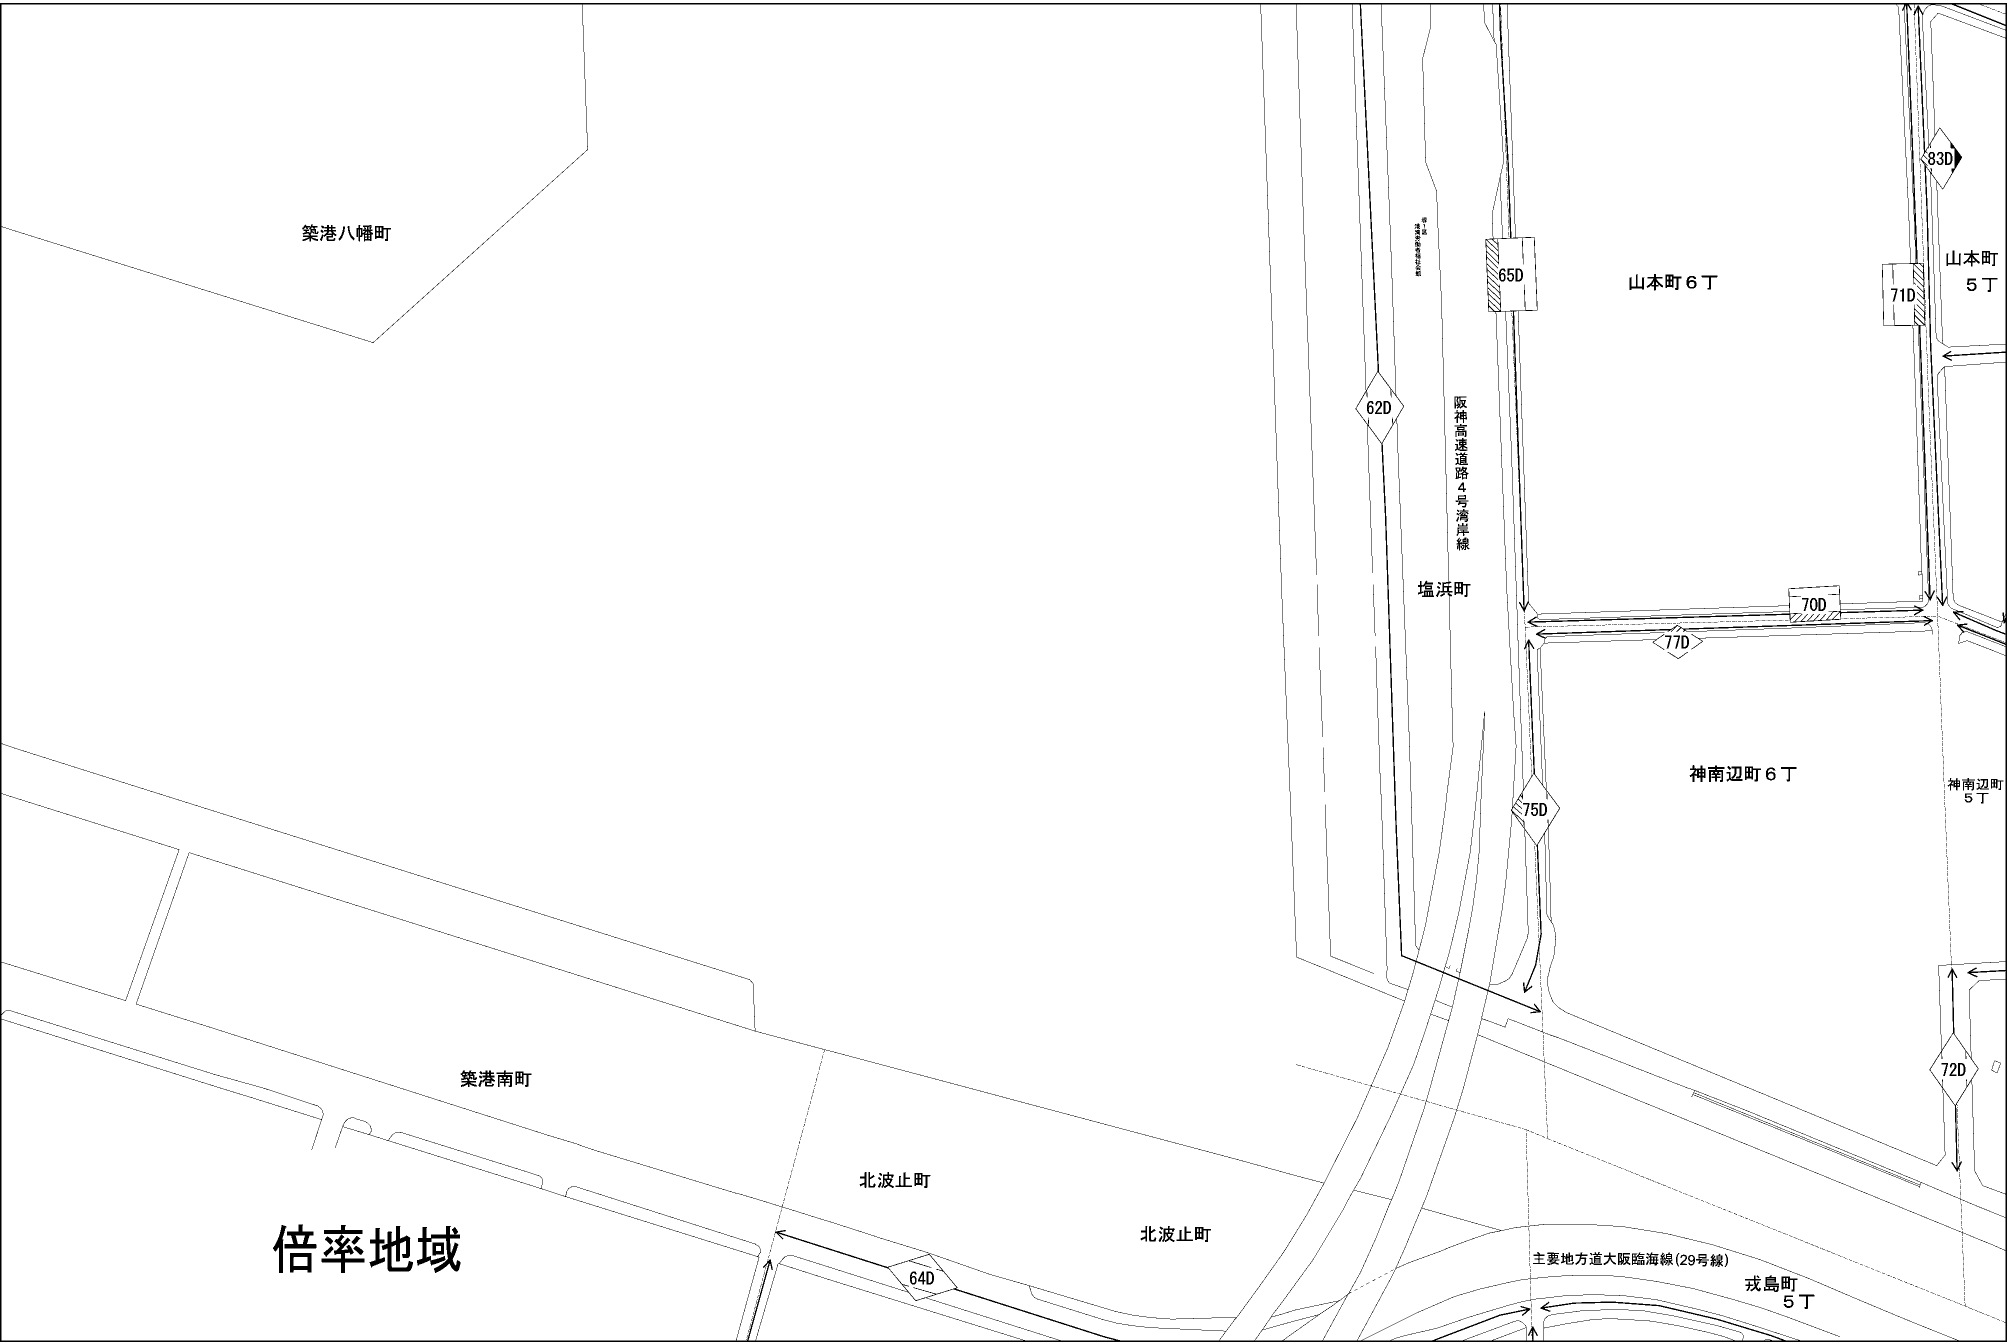 83D
築港八幡町
山本町
5丁
65D
山本町6丁
71D
62D
阪神高速道路4号湾岸線
塩浜町
70D
77D
神南辺町6丁
神南辺町
5丁
75D
72D
築港南町
北波止町
北波止町
倍率地域
64D
主要地方道大阪臨海線(29号線)
戎島町
5丁